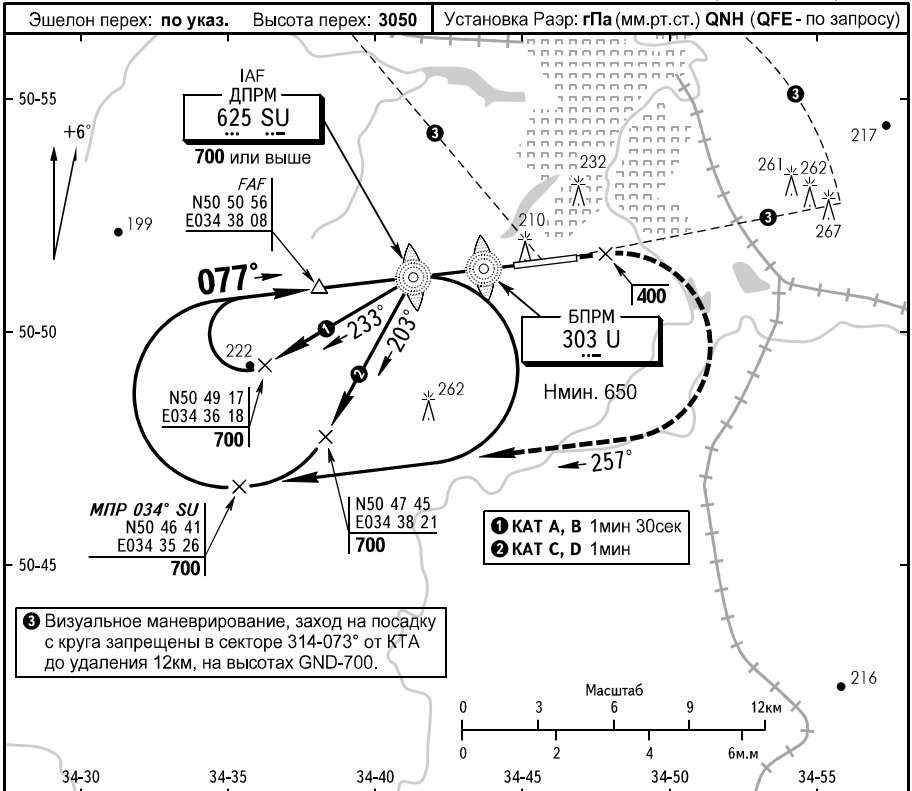 Эшелон перех: по указ. Высота перех: 3050
Установка Раэр: гПа (мм.рт.ст.) QNH (QFE - по запросу)
50-55
+6°
IAF
ДПРМ
625 SU
700 или выше
FAF
N50 50 56
E034 38 08
199
3
3
217
232
261
262
267
210
3
077°
400
БПРМ
303 U
50-50
1
233°
203°
2
222
262
Нмин. 650
N50 49 17
E034 36 18
700
257°
МПР 034° SU
N50 46 41
E034 35 26
700
N50 47 45
E034 38 21
700
1 КАТ A, B 1мин 30сек
2 КАТ C, D 1мин
50-45
3 Визуальное маневрирование, заход на посадку
с круга запрещены в секторе 314-073° от КТА
до удаления 12км, на высотах GND-700.
216
Масштаб
0 3 6 9 12км
0 2 4 6м.м
34-30 34-35 34-40 34-45 34-50 34-55